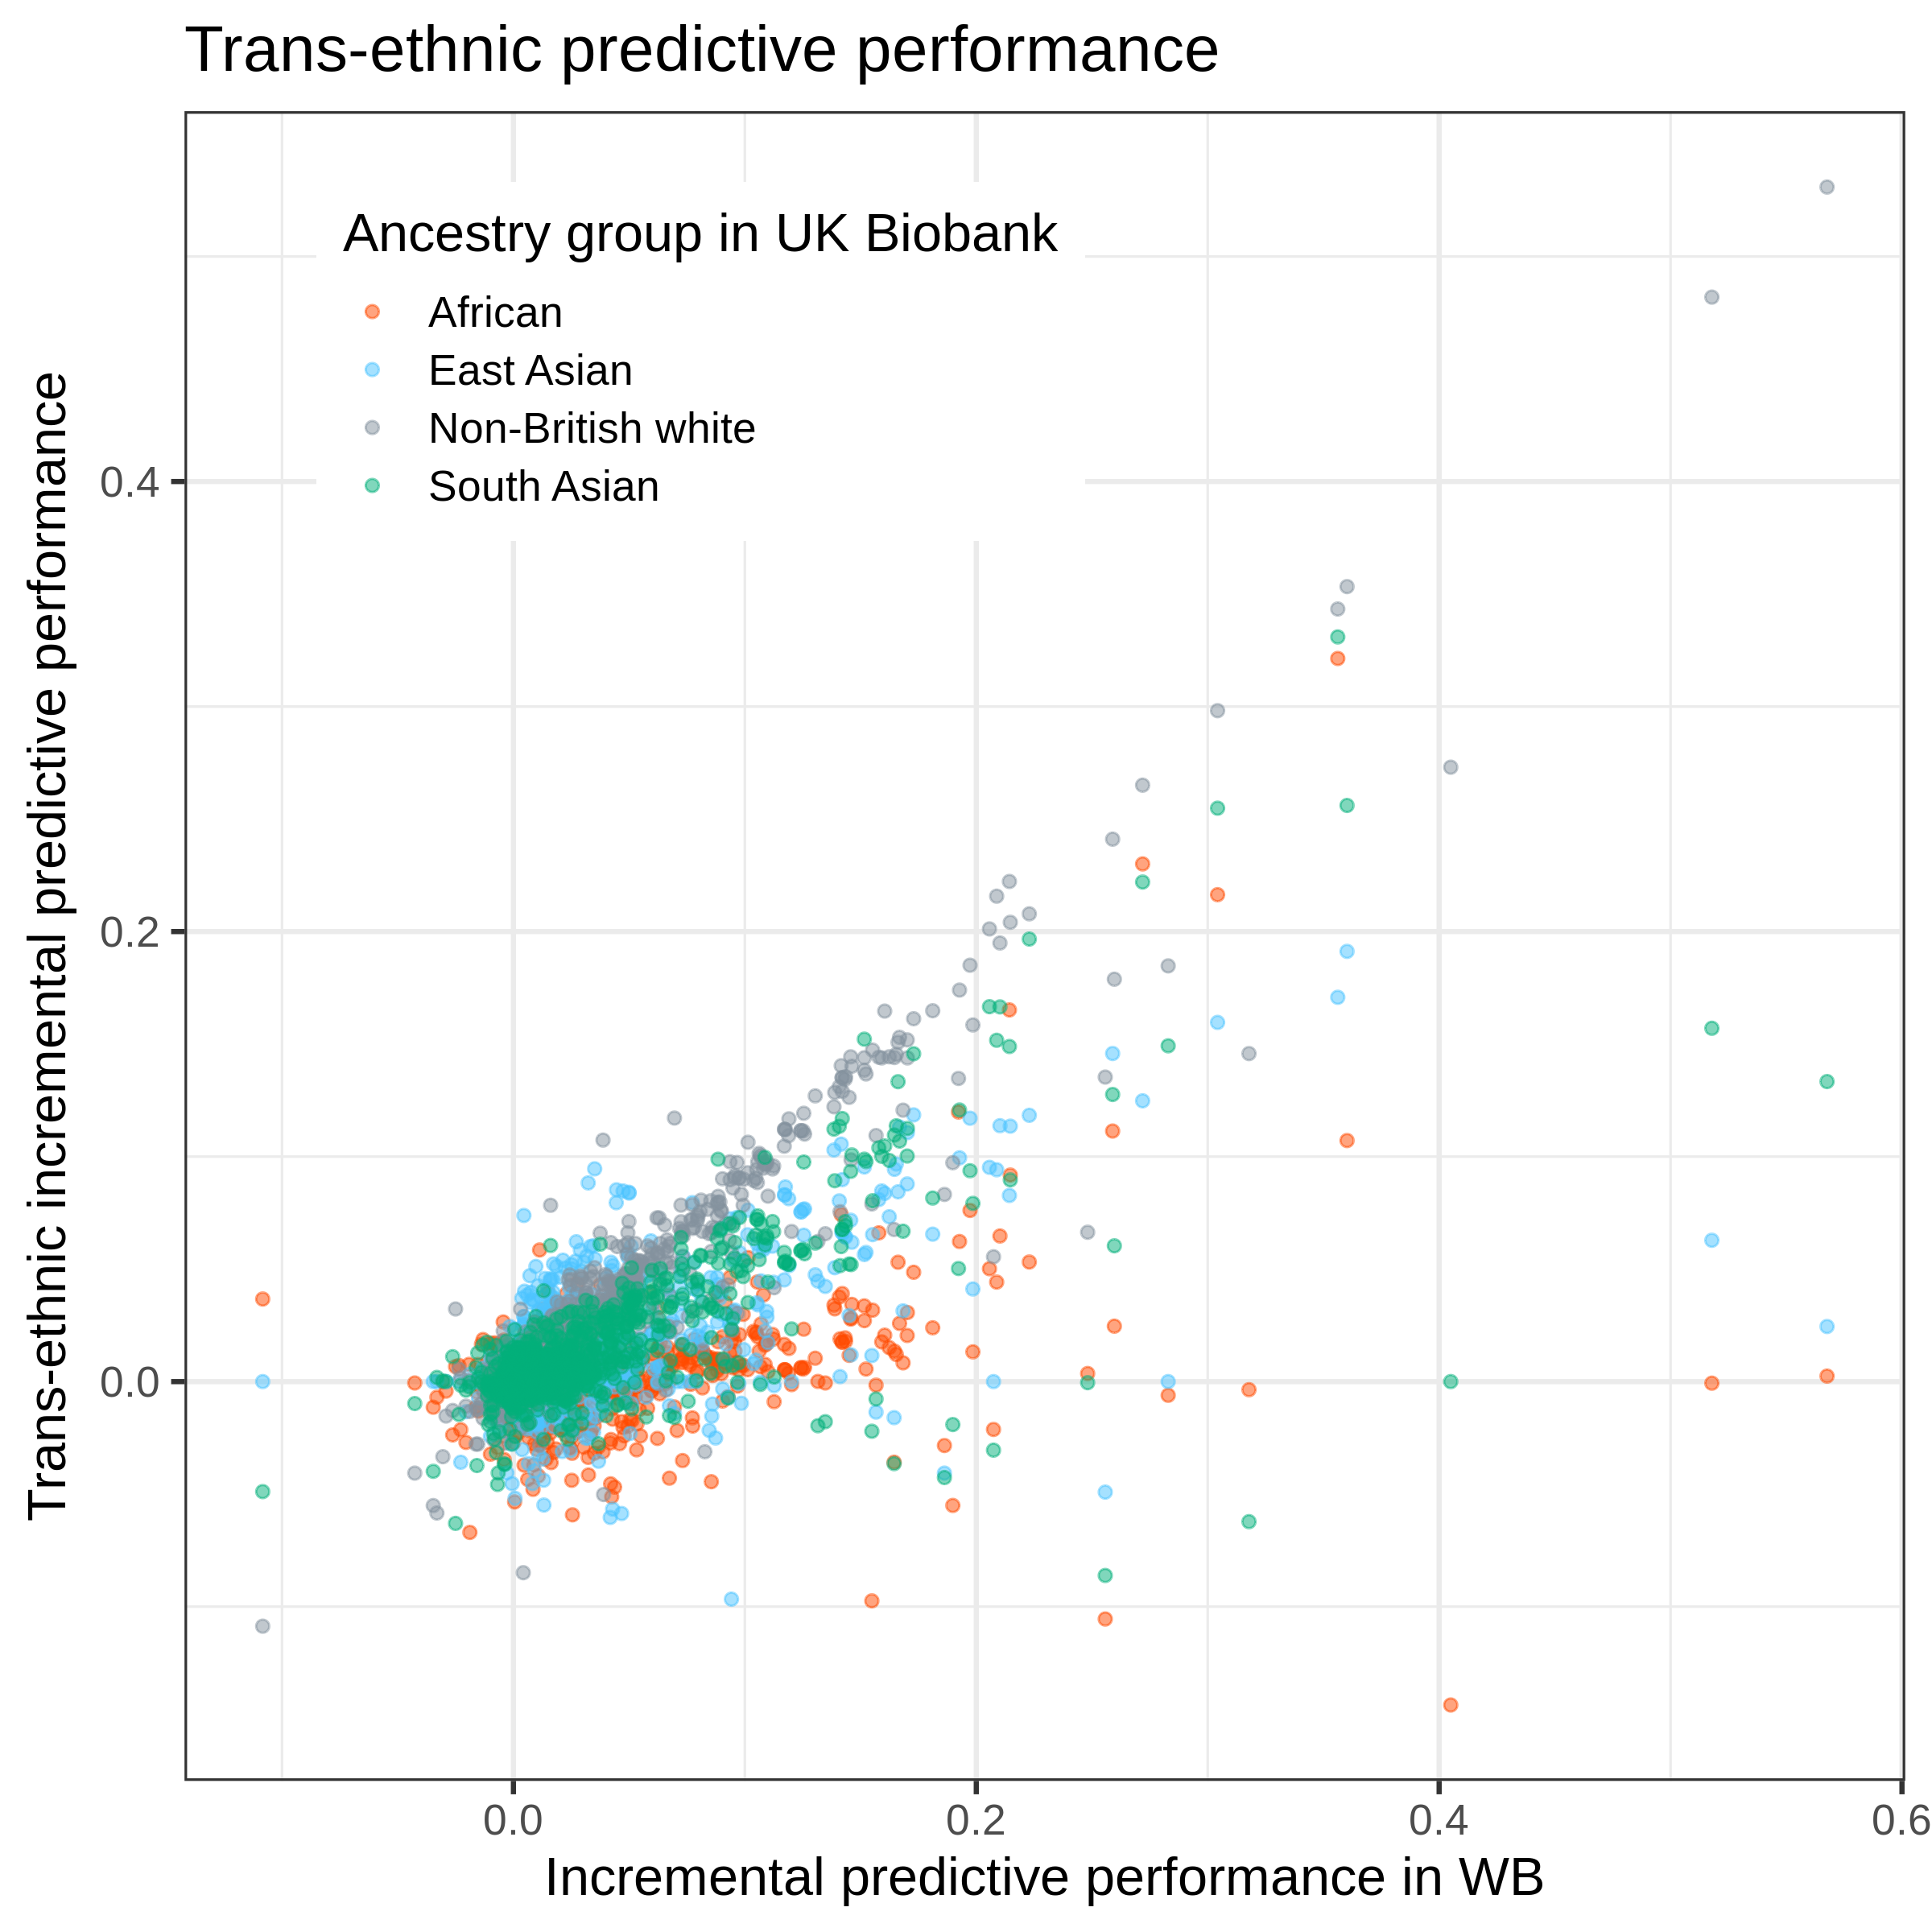 Trans-ethnic predictive performance
Ancestry group in UK Biobank
African
East Asian
Non-British white
South Asian
Trans-ethnic incremental predictive performance
0.4
0.2
0.0
0.0
0.2
0.4
0.6
Incremental predictive performance in WB